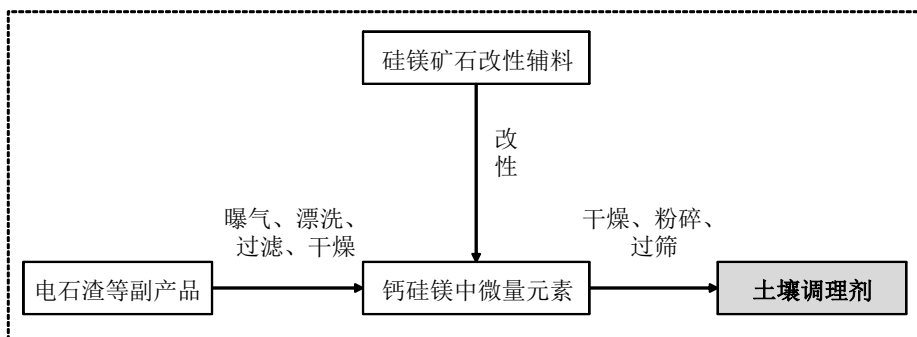 硅镁矿石改性辅料
改
性
曝气、漂洗、
过滤、干燥
干燥、粉碎、
过筛
电石渣等副产品
钙硅镁中微量元素
土壤调理剂